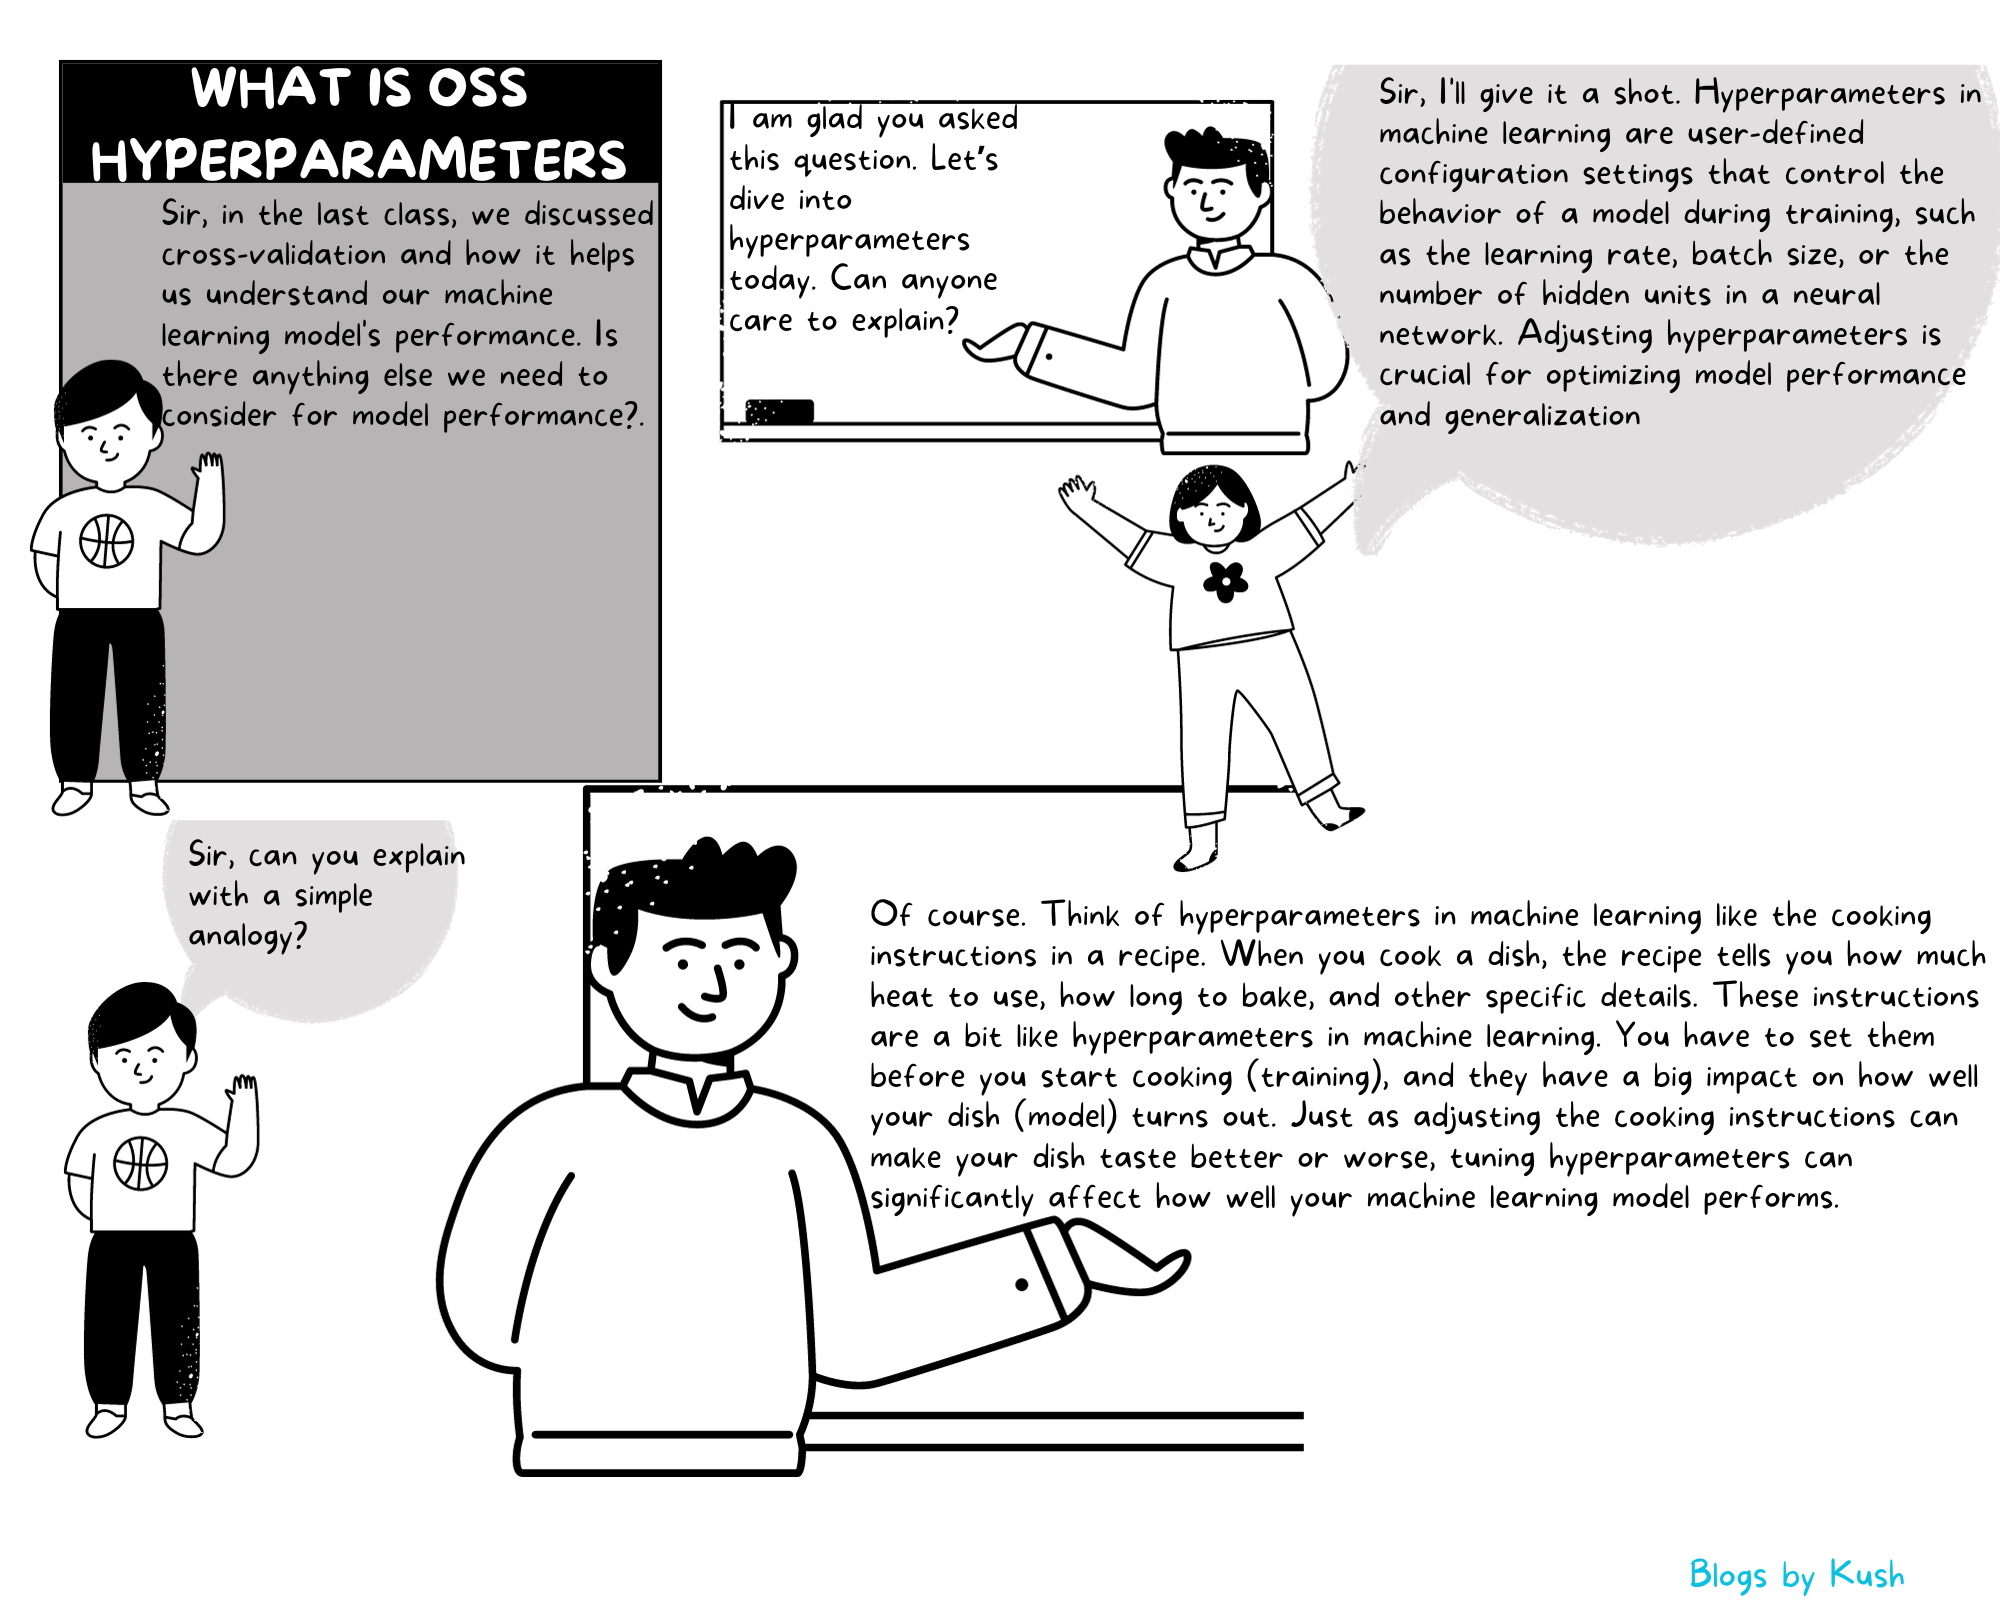 WHAT IS OSS
HYPERPARAMETERS
Sir, in the last class, we discussed
cross-validation and how it helps
us understand our machine
learning model's performance. Is
there anything else we need to
consider for model performance?.
I am glad you asked
this question. Let's
dive into
hyperparameters
today. Can anyone
care to explain?
Sir, I'll give it a shot. Hyperparameters in
machine learning are user-defined
configuration settings that control the
behavior of a model during training, such
as the learning rate, batch size, or the
number of hidden units in a neural
network. Adjusting hyperparameters is
crucial for optimizing model performance
and generalization
Sir, can you explain
with a simple
analogy?
Of course. Think of hyperparameters in machine learning like the cooking
instructions in a recipe. When you cook a dish, the recipe tells you how much
heat to use, how long to bake, and other specific details. These instructions
are a bit like hyperparameters in machine learning. You have to set them
before you start cooking (training), and they have a big impact on how well
your dish (model) turns out. Just as adjusting the cooking instructions can
make your dish taste better or worse, tuning hyperparameters can
significantly affect how well your machine learning model performs.
Blogs by Kush